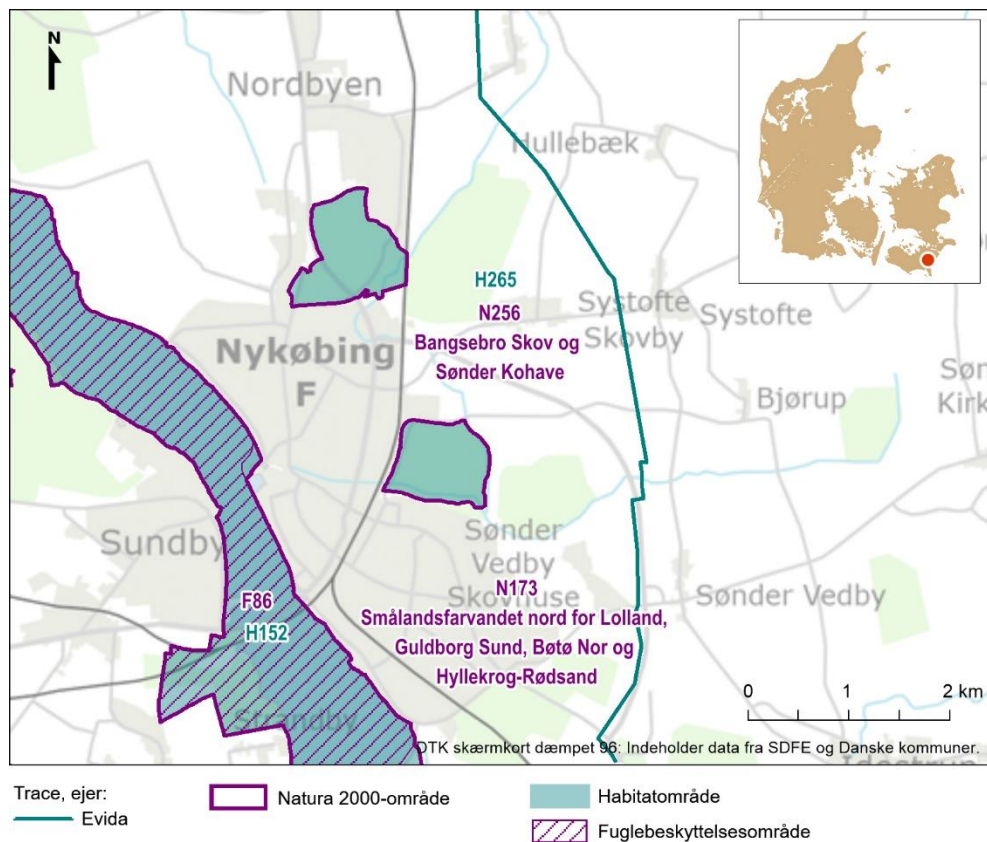 N
Nordbyen
Hullebæk
H265
N256
Bangsebro Skov og
Sønder Kohave
Systofte
Skovby
Systofte
Nykøbing
F
Bjørup
Søn
Kirk
Sundby
Sønder
Vedby
Skovhuse
N173
Smålandsfarvandet nord for Lolland,
Guldborg Sund, Bøtø Nor og
Hyllekrog-Rødsand
Sønder Vedby
F86
H152
Strandby
0 1 2 km
DTK skærmkort dæmpet 96: Indeholder data fra SDFE og Danske kommuner.
Idestrup
Trace, ejer:
Evida
Natura 2000-område
Habitatområde
Fuglebeskyttelsesområde